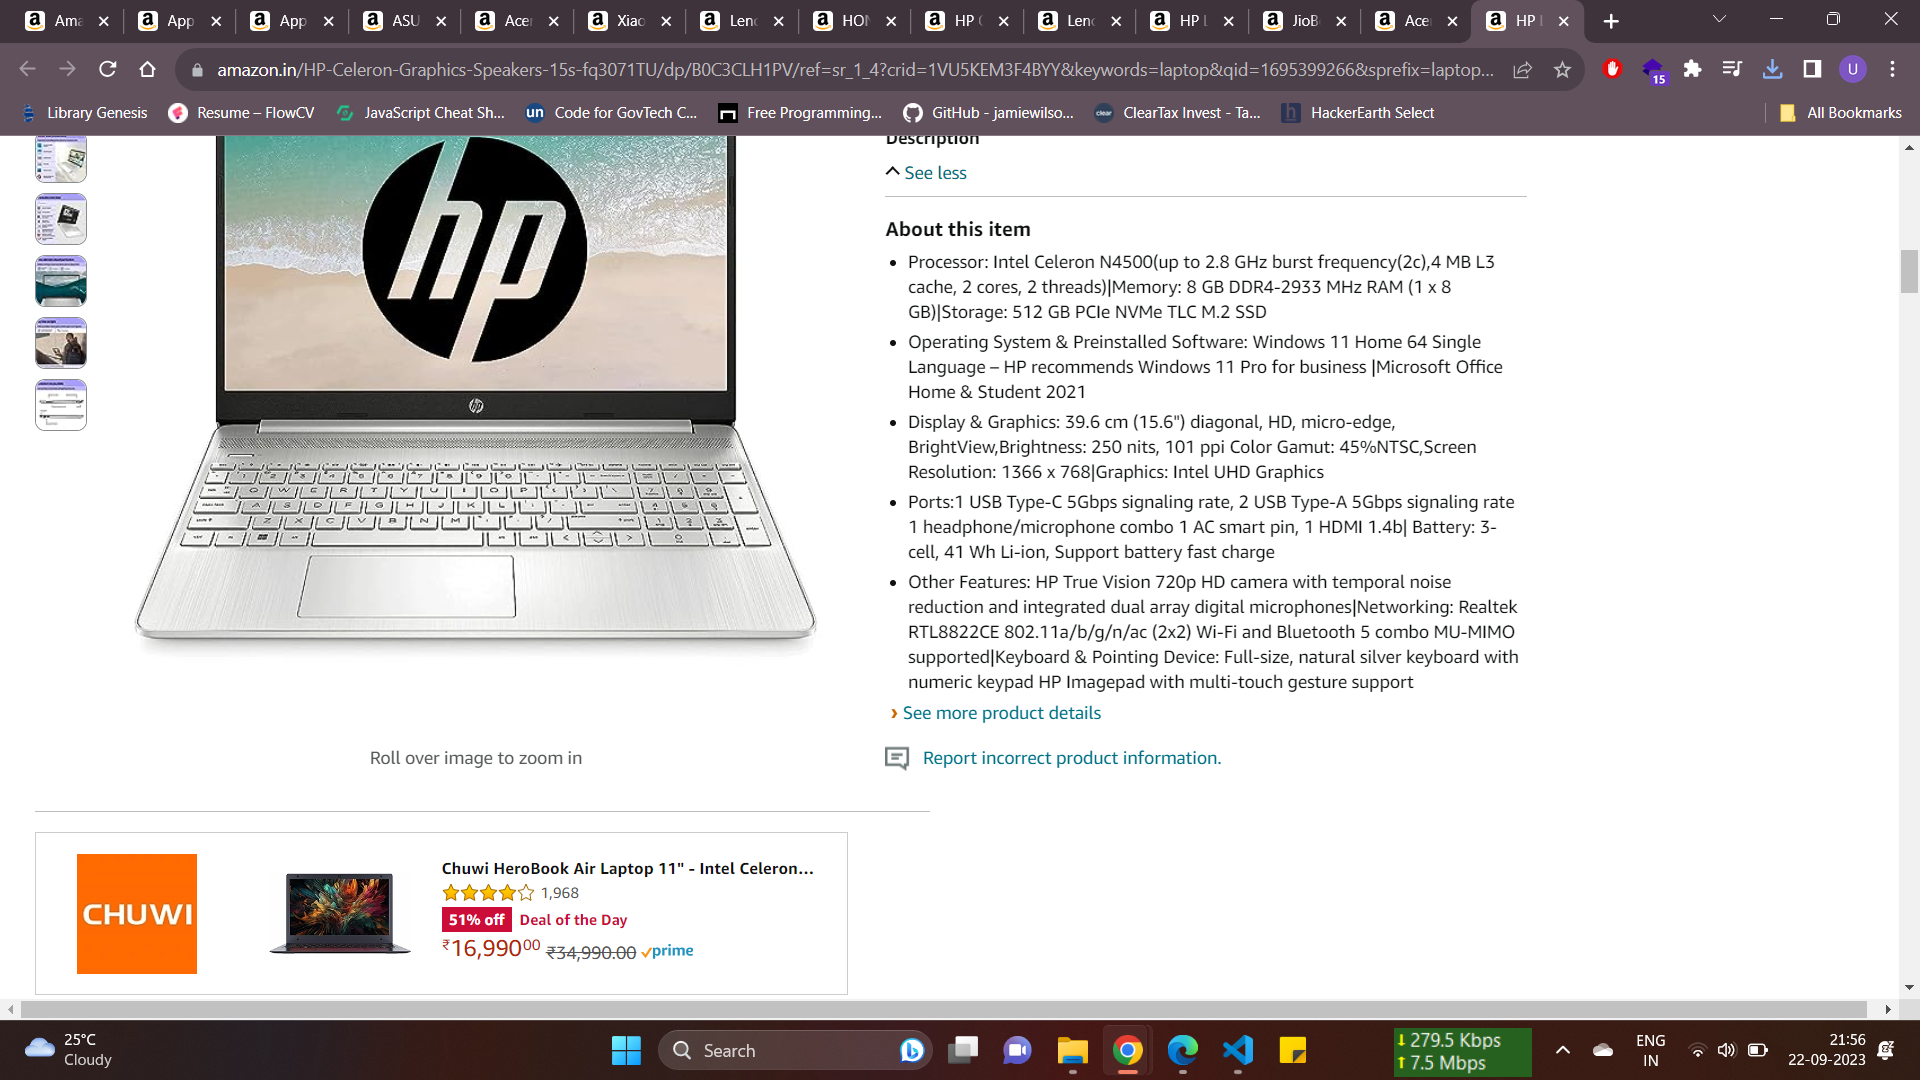 Ama
App
App
ASU
Acer
Xiao
Leno
HON
HP
Leno
HP L
JioB
Acer
HP L
amazon.in/HP-Celeron-Graphics-Speakers-15s-fq3071TU/dp/B0C3CLH1PV/ref=sr_1_4?crid=1VU5KEM3F4BYY&keywords=laptop&qid=1695399266&sprefix=laptop...
15
U
Library Genesis
Resume – FlowCV
JavaScript Cheat Sh...
un Code for GovTech C...
Free Programming...
GitHub - jamiewilso...
clear ClearTax Invest - Ta...
h HackerEarth Select
All Bookmarks
Description
See less
About this item
Processor: Intel Celeron N4500(up to 2.8 GHz burst frequency(2c),4 MB L3
cache, 2 cores, 2 threads)|Memory: 8 GB DDR4-2933 MHz RAM (1 x 8
GB)|Storage: 512 GB PCIe NVMe TLC M.2 SSD
Operating System & Preinstalled Software: Windows 11 Home 64 Single
Language – HP recommends Windows 11 Pro for business |Microsoft Office
Home & Student 2021
Display & Graphics: 39.6 cm (15.6") diagonal, HD, micro-edge,
BrightView,Brightness: 250 nits, 101 ppi Color Gamut: 45%NTSC,Screen
Resolution: 1366 x 768|Graphics: Intel UHD Graphics
Ports:1 USB Type-C 5Gbps signaling rate, 2 USB Type-A 5Gbps signaling rate
1 headphone/microphone combo 1 AC smart pin, 1 HDMI 1.4b| Battery: 3-
cell, 41 Wh Li-ion, Support battery fast charge
Other Features: HP True Vision 720p HD camera with temporal noise
reduction and integrated dual array digital microphones|Networking: Realtek
RTL8822CE 802.11a/b/g/n/ac (2x2) Wi-Fi and Bluetooth 5 combo MU-MIMO
supported|Keyboard & Pointing Device: Full-size, natural silver keyboard with
numeric keypad HP Imagepad with multi-touch gesture support
› See more product details
Report incorrect product information.
hp
hp
Roll over image to zoom in
CHUWI
Chuwi HeroBook Air Laptop 11" - Intel Celeron...
1,968
51% off Deal of the Day
₹16,99000 ₹34,990.00 prime
25°C
Cloudy
Search
279.5 Kbps
7.5 Mbps
ENG
IN
21:56
22-09-2023